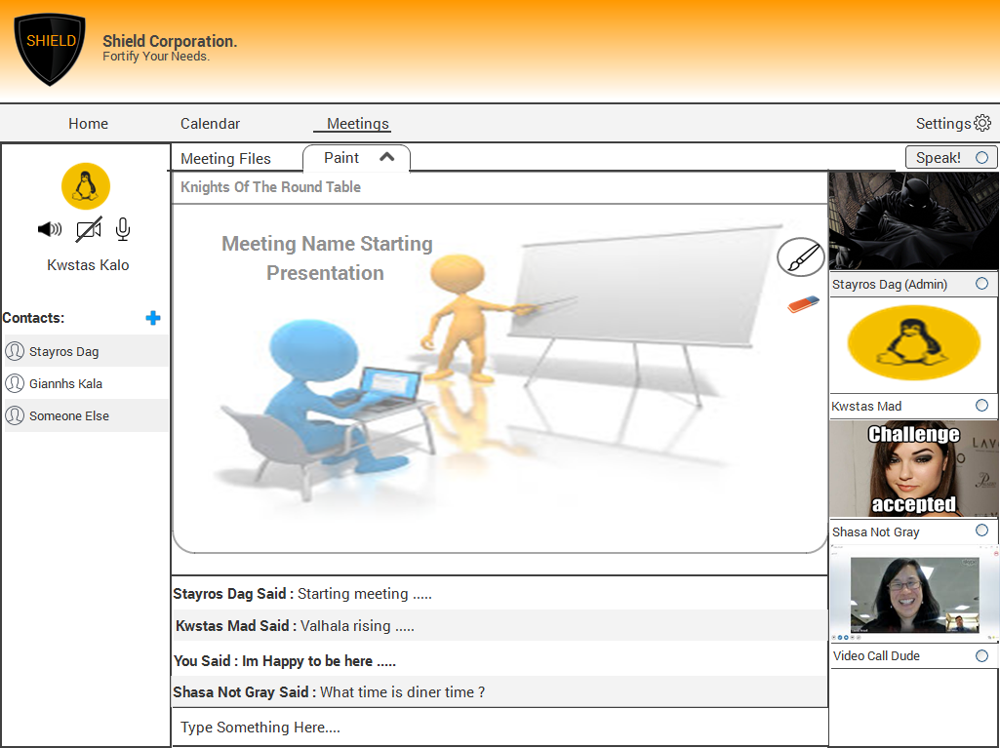 SHIELD
Shield Corporation.
Fortify Your Needs.
Home
Calendar
Meetings
Settings
Meeting Files
Paint
Speak!
Kwstas Kalo
Contacts:
Stayros Dag
Giannhs Kala
Someone Else
Knights Of The Round Table
Meeting Name Starting
Presentation
Stayros Dag Said : Starting meeting .....
Kwstas Mad Said : Valhala rising .....
You Said : Im Happy to be here .....
Shasa Not Gray Said : What time is diner time ?
Type Something Here....
Stayros Dag (Admin)
Kwstas Mad
Challenge
accepted
Shasa Not Gray
Video Call Dude